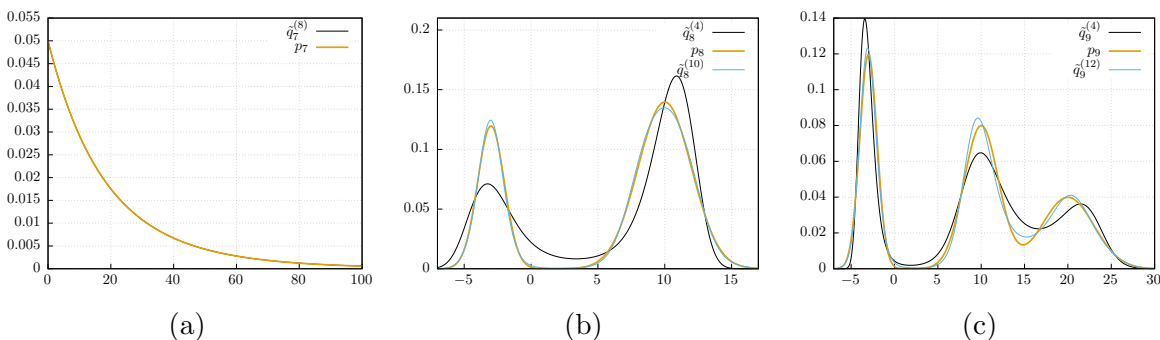 0.055
0.05
0.045
0.04
0.035
0.03
0.025
0.02
0.015
0.01
0.005
0
0 20 40 60 80 100
q̃₇⁽⁸⁾
p₇
(a)
0.2
0.15
0.1
0.05
0
−5 0 5 10 15
q̃₈⁽⁴⁾
p₈
q̃₈⁽¹⁰⁾
(b)
0.14
0.12
0.1
0.08
0.06
0.04
0.02
0
−5 0 5 10 15 20 25 30
q̃₉⁽⁴⁾
p₉
q̃₉⁽¹²⁾
(c)